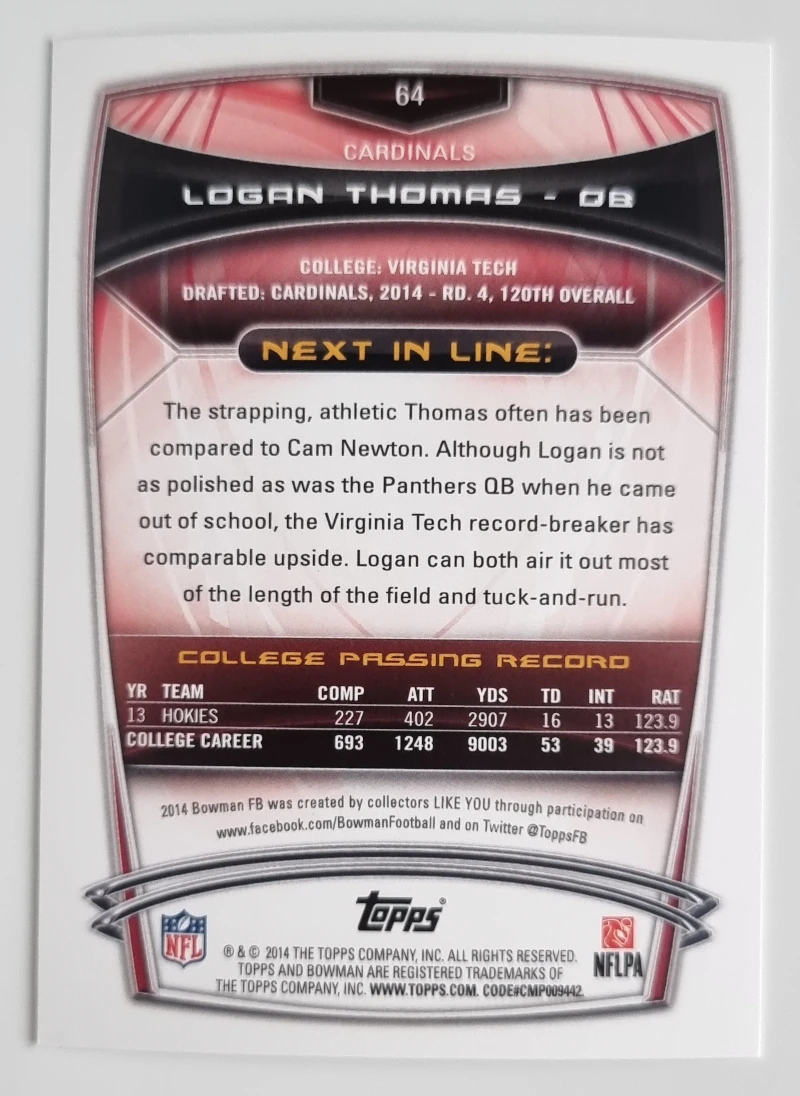 64
CARDINALS
LOGAN THOMAS - QB
COLLEGE: VIRGINIA TECH
DRAFTED: CARDINALS, 2014 - RD. 4, 120TH OVERALL
NEXT IN LINE:
The strapping, athletic Thomas often has been
compared to Cam Newton. Although Logan is not
as polished as was the Panthers QB when he came
out of school, the Virginia Tech record-breaker has
comparable upside. Logan can both air it out most
of the length of the field and tuck-and-run.
COLLEGE PASSING RECORD
YR TEAM COMP ATT YDS TD INT RAT
13 HOKIES 227 402 2907 16 13 123.9
COLLEGE CAREER 693 1248 9003 53 39 123.9
2014 Bowman FB was created by collectors LIKE YOU through participation on
www.facebook.com/BowmanFootball and on Twitter @ToppsFB
topps®
NFL
NFLPA
® & © 2014 THE TOPPS COMPANY, INC. ALL RIGHTS RESERVED.
TOPPS AND BOWMAN ARE REGISTERED TRADEMARKS OF
THE TOPPS COMPANY, INC. WWW.TOPPS.COM. CODE#CMP009442.